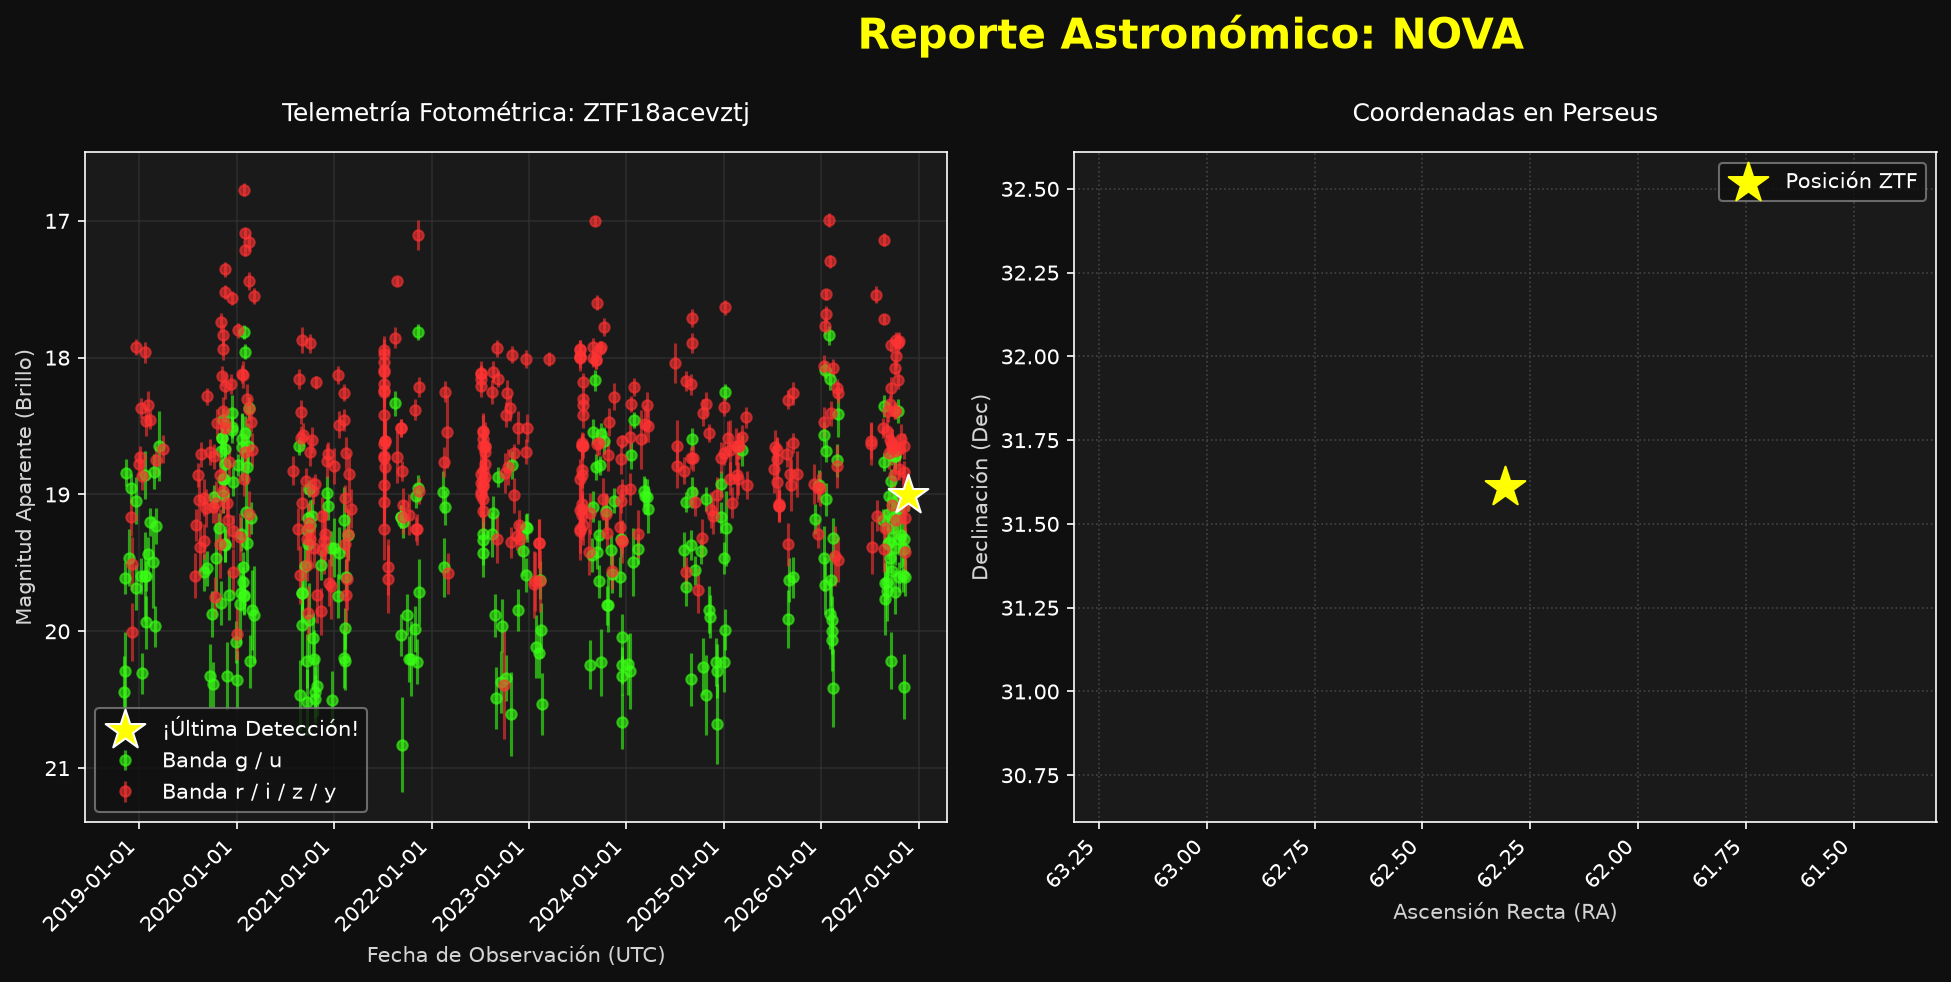 Reporte Astronómico: NOVA
Telemetría Fotométrica: ZTF18acevztj
Magnitud Aparente (Brillo)
17
18
19
20
21
¡Última Detección!
Banda g / u
Banda r / i / z / y
2019-01-01
2020-01-01
2021-01-01
2022-01-01
2023-01-01
2024-01-01
2025-01-01
2026-01-01
2027-01-01
Fecha de Observación (UTC)
Coordenadas en Perseus
Declinación (Dec)
32.50
32.25
32.00
31.75
31.50
31.25
31.00
30.75
Posición ZTF
63.25
63.00
62.75
62.50
62.25
62.00
61.75
61.50
Ascensión Recta (RA)